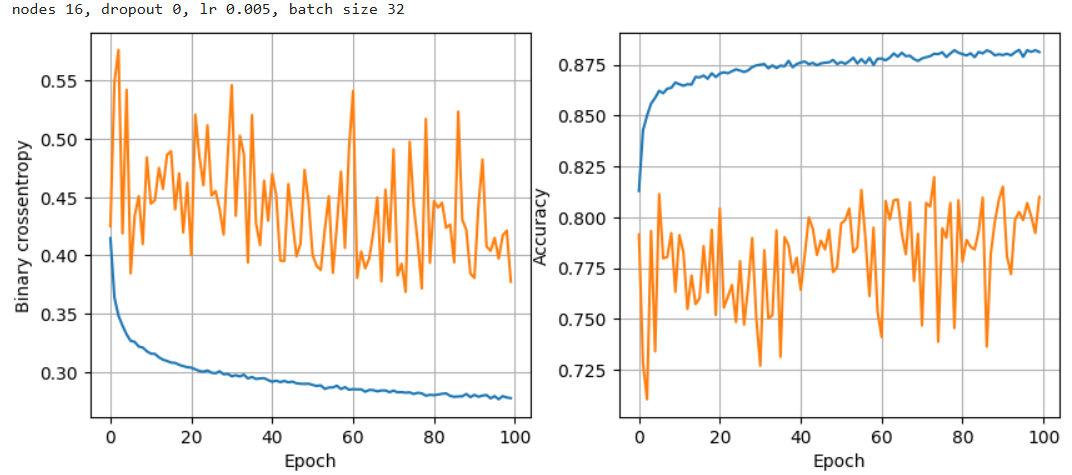 nodes 16, dropout 0, lr 0.005, batch size 32
Binary crossentropy
0.55
0.50
0.45
0.40
0.35
0.30
0 20 40 60 80 100
Epoch
Accuracy
0.875
0.850
0.825
0.800
0.775
0.750
0.725
0 20 40 60 80 100
Epoch